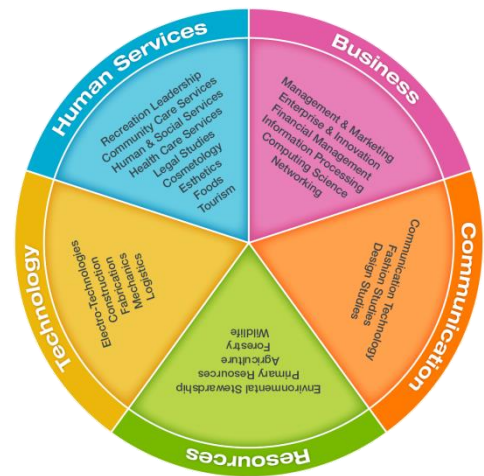 Human Services
Recreation Leadership
Community Care Services
Human & Social Services
Health Care Services
Legal Studies
Cosmetology
Esthetics
Foods
Tourism
Business
Management & Marketing
Enterprise & Innovation
Financial Management
Information Processing
Computing Science
Networking
Communication
Communication Technology
Fashion Studies
Design Studies
Resources
Environmental Stewardship
Primary Resources
Agriculture
Forestry
Wildlife
Technology
Electro-Technologies
Construction
Fabrication
Mechanics
Logistics